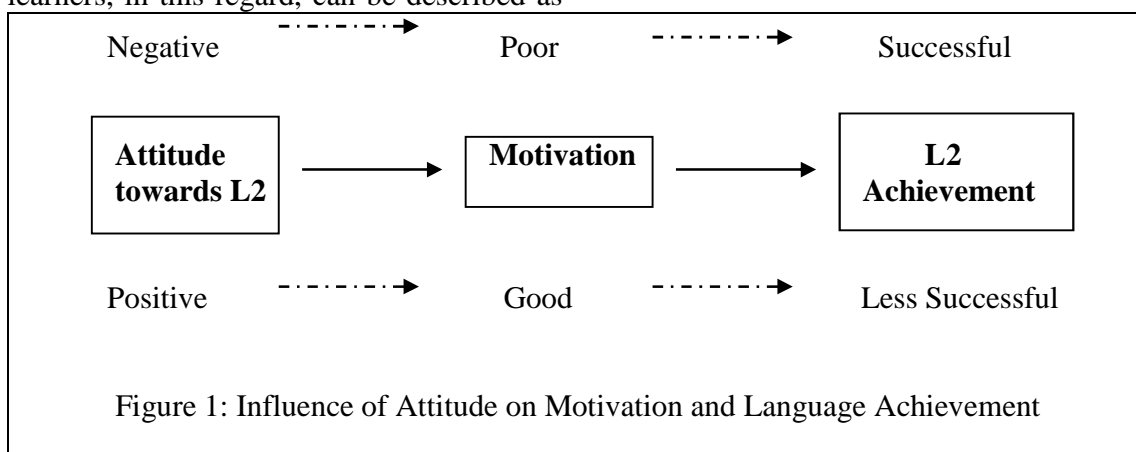 learners, in this regard, can be described as
Negative Poor Successful
Attitude towards L2
Motivation
L2 Achievement
Positive Good Less Successful
Figure 1: Influence of Attitude on Motivation and Language Achievement